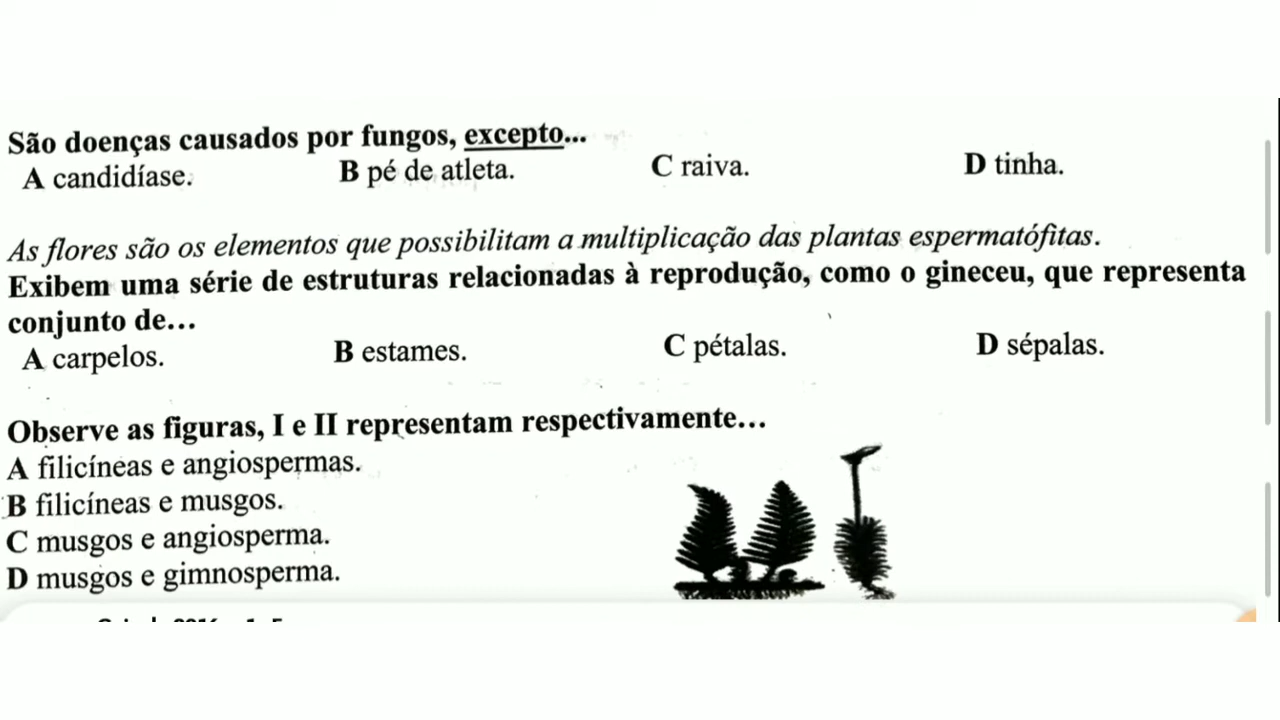 São doenças causados por fungos, excepto...
A candidíase. B pé de atleta. C raiva. D tinha.
As flores são os elementos que possibilitam a multiplicação das plantas espermatófitas.
Exibem uma série de estruturas relacionadas à reprodução, como o gineceu, que representa
conjunto de...
A carpelos. B estames. C pétalas. D sépalas.
Observe as figuras, I e II representam respectivamente...
A filicíneas e angiospermas.
B filicíneas e musgos.
C musgos e angiosperma.
D musgos e gimnosperma.